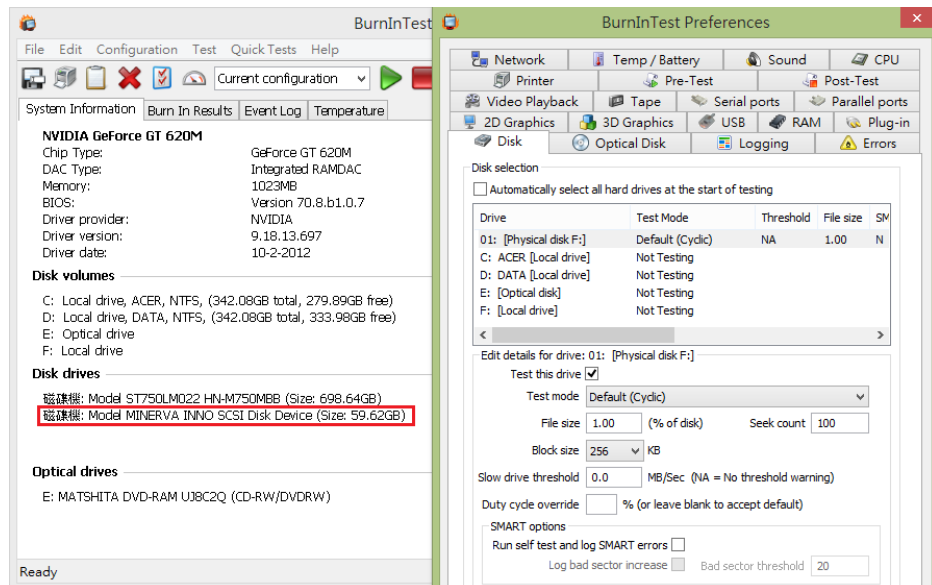 BurnInTest
File Edit Configuration Test Quick Tests Help
Current configuration
System Information Burn In Results Event Log Temperature
NVIDIA GeForce GT 620M
Chip Type: GeForce GT 620M
DAC Type: Integrated RAMDAC
Memory: 1023MB
BIOS: Version 70.8.b1.0.7
Driver provider: NVIDIA
Driver version: 9.18.13.697
Driver date: 10-2-2012
Disk volumes
C: Local drive, ACER, NTFS, (342.08GB total, 279.89GB free)
D: Local drive, DATA, NTFS, (342.08GB total, 333.98GB free)
E: Optical drive
F: Local drive
Disk drives
磁碟機: Model ST750LM022 HN-M750MBB (Size: 698.64GB)
磁碟機: Model MINERVA INNO SCSI Disk Device (Size: 59.62GB)
Optical drives
E: MATSHITA DVD-RAM UJ8C2Q (CD-RW/DVDRW)
Ready
BurnInTest Preferences
Network Temp / Battery Sound CPU
Printer Pre-Test Post-Test
Video Playback Tape Serial ports Parallel ports
2D Graphics 3D Graphics USB RAM Plug-in
Disk Optical Disk Logging Errors
Disk selection
Automatically select all hard drives at the start of testing
Drive Test Mode Threshold File size SM
01: [Physical disk F:] Default (Cyclic) NA 1.00 N
C: ACER [Local drive] Not Testing
D: DATA [Local drive] Not Testing
E: [Optical disk] Not Testing
F: [Local drive] Not Testing
Edit details for drive: 01: [Physical disk F:]
Test this drive
Test mode Default (Cyclic)
File size 1.00 (% of disk) Seek count 100
Block size 256 KB
Slow drive threshold 0.0 MB/Sec (NA = No threshold warning)
Duty cycle override % (or leave blank to accept default)
SMART options
Run self test and log SMART errors
Log bad sector increase Bad sector threshold 20